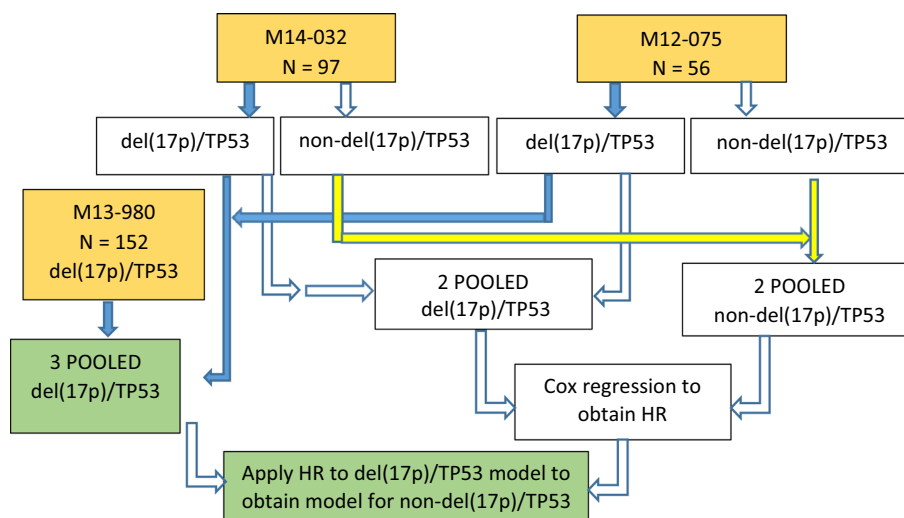 M14-032
N = 97
M12-075
N = 56
del(17p)/TP53
non-del(17p)/TP53
del(17p)/TP53
non-del(17p)/TP53
M13-980
N = 152
del(17p)/TP53
2 POOLED
del(17p)/TP53
2 POOLED
non-del(17p)/TP53
3 POOLED
del(17p)/TP53
Cox regression to
obtain HR
Apply HR to del(17p)/TP53 model to
obtain model for non-del(17p)/TP53